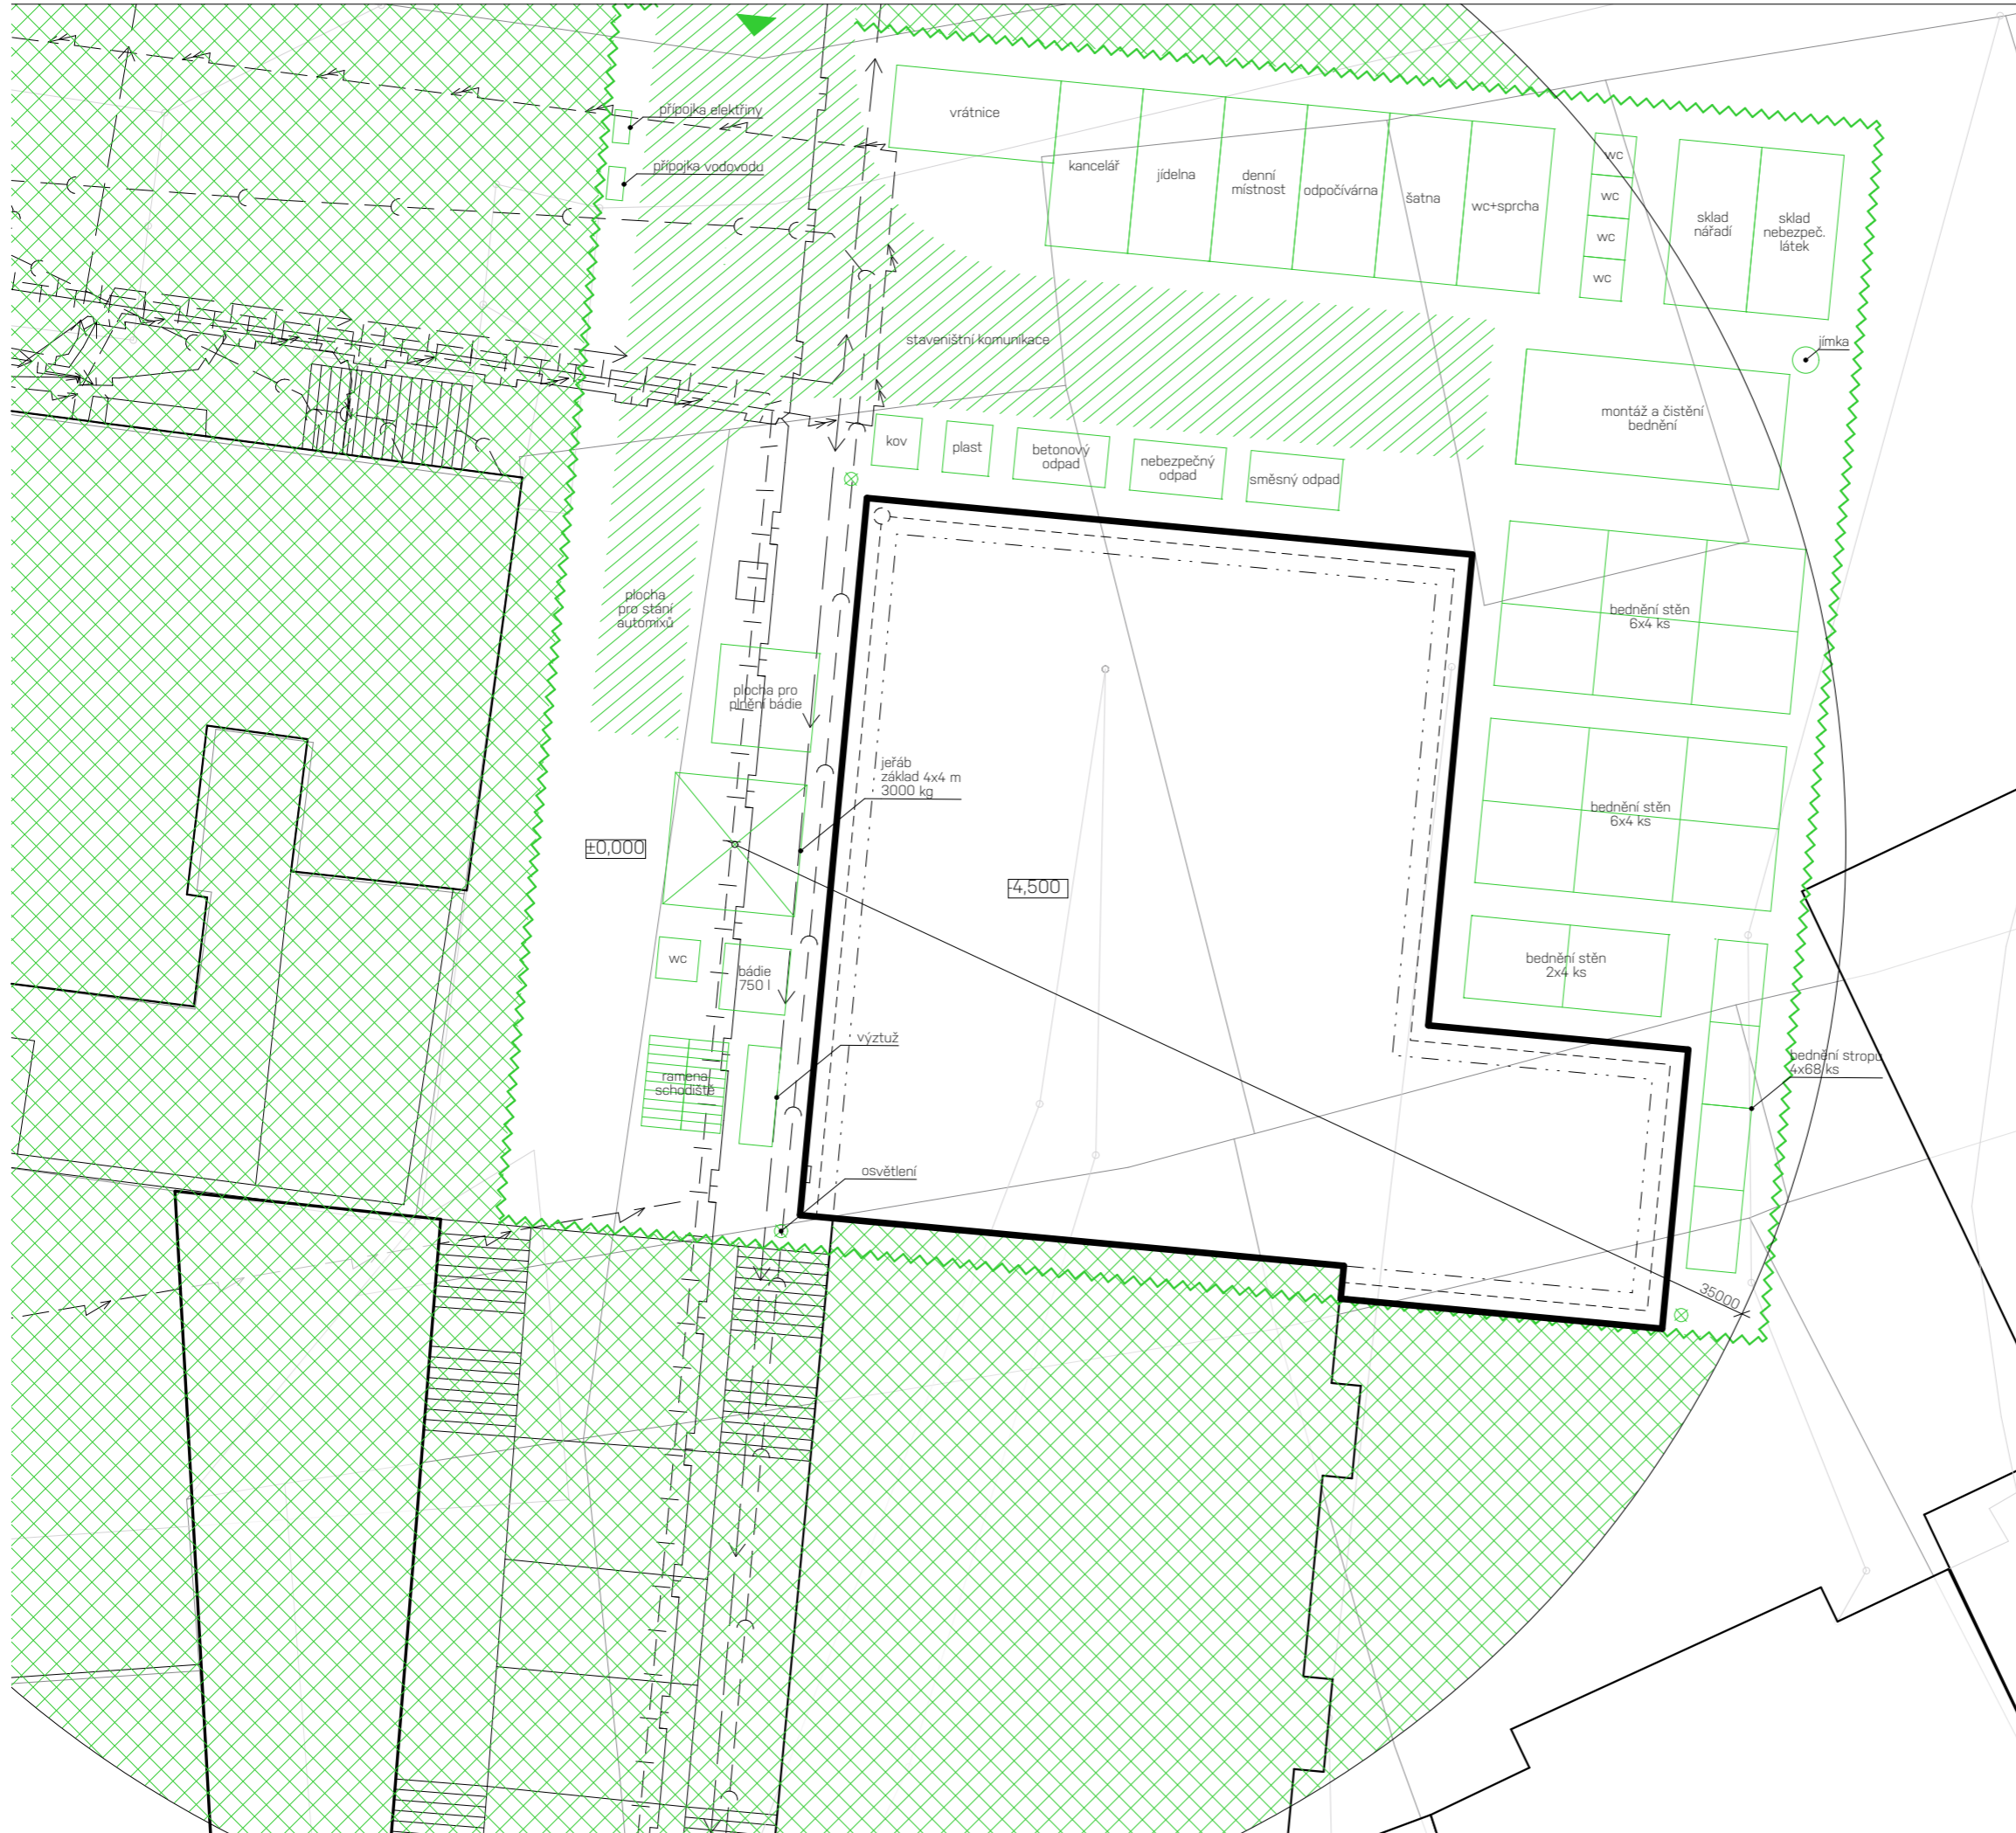 přípojka elektřiny
přípojka vodovodu
vrátnice
kancelář
jídelna
denní
místnost
odpočívárna
šatna
wc+sprcha
wc
wc
wc
wc
sklad
nářadí
sklad
nebezpeč.
látek
jímka
staveništní komunikace
montáž a čistění
bednění
kov
plast
betonový
odpad
nebezpečný
odpad
směsný odpad
plocha
pro stání
automixů
bednění stěn
6x4 ks
plocha pro
plnění bádie
jeřáb
základ 4x4 m
3000 kg
bednění stěn
6x4 ks
±0,000
-4,500
wc
bádie
750 l
bednění stěn
2x4 ks
výztuž
ramena
schodiště
bednění stropu
4x68 ks
osvětlení
35000